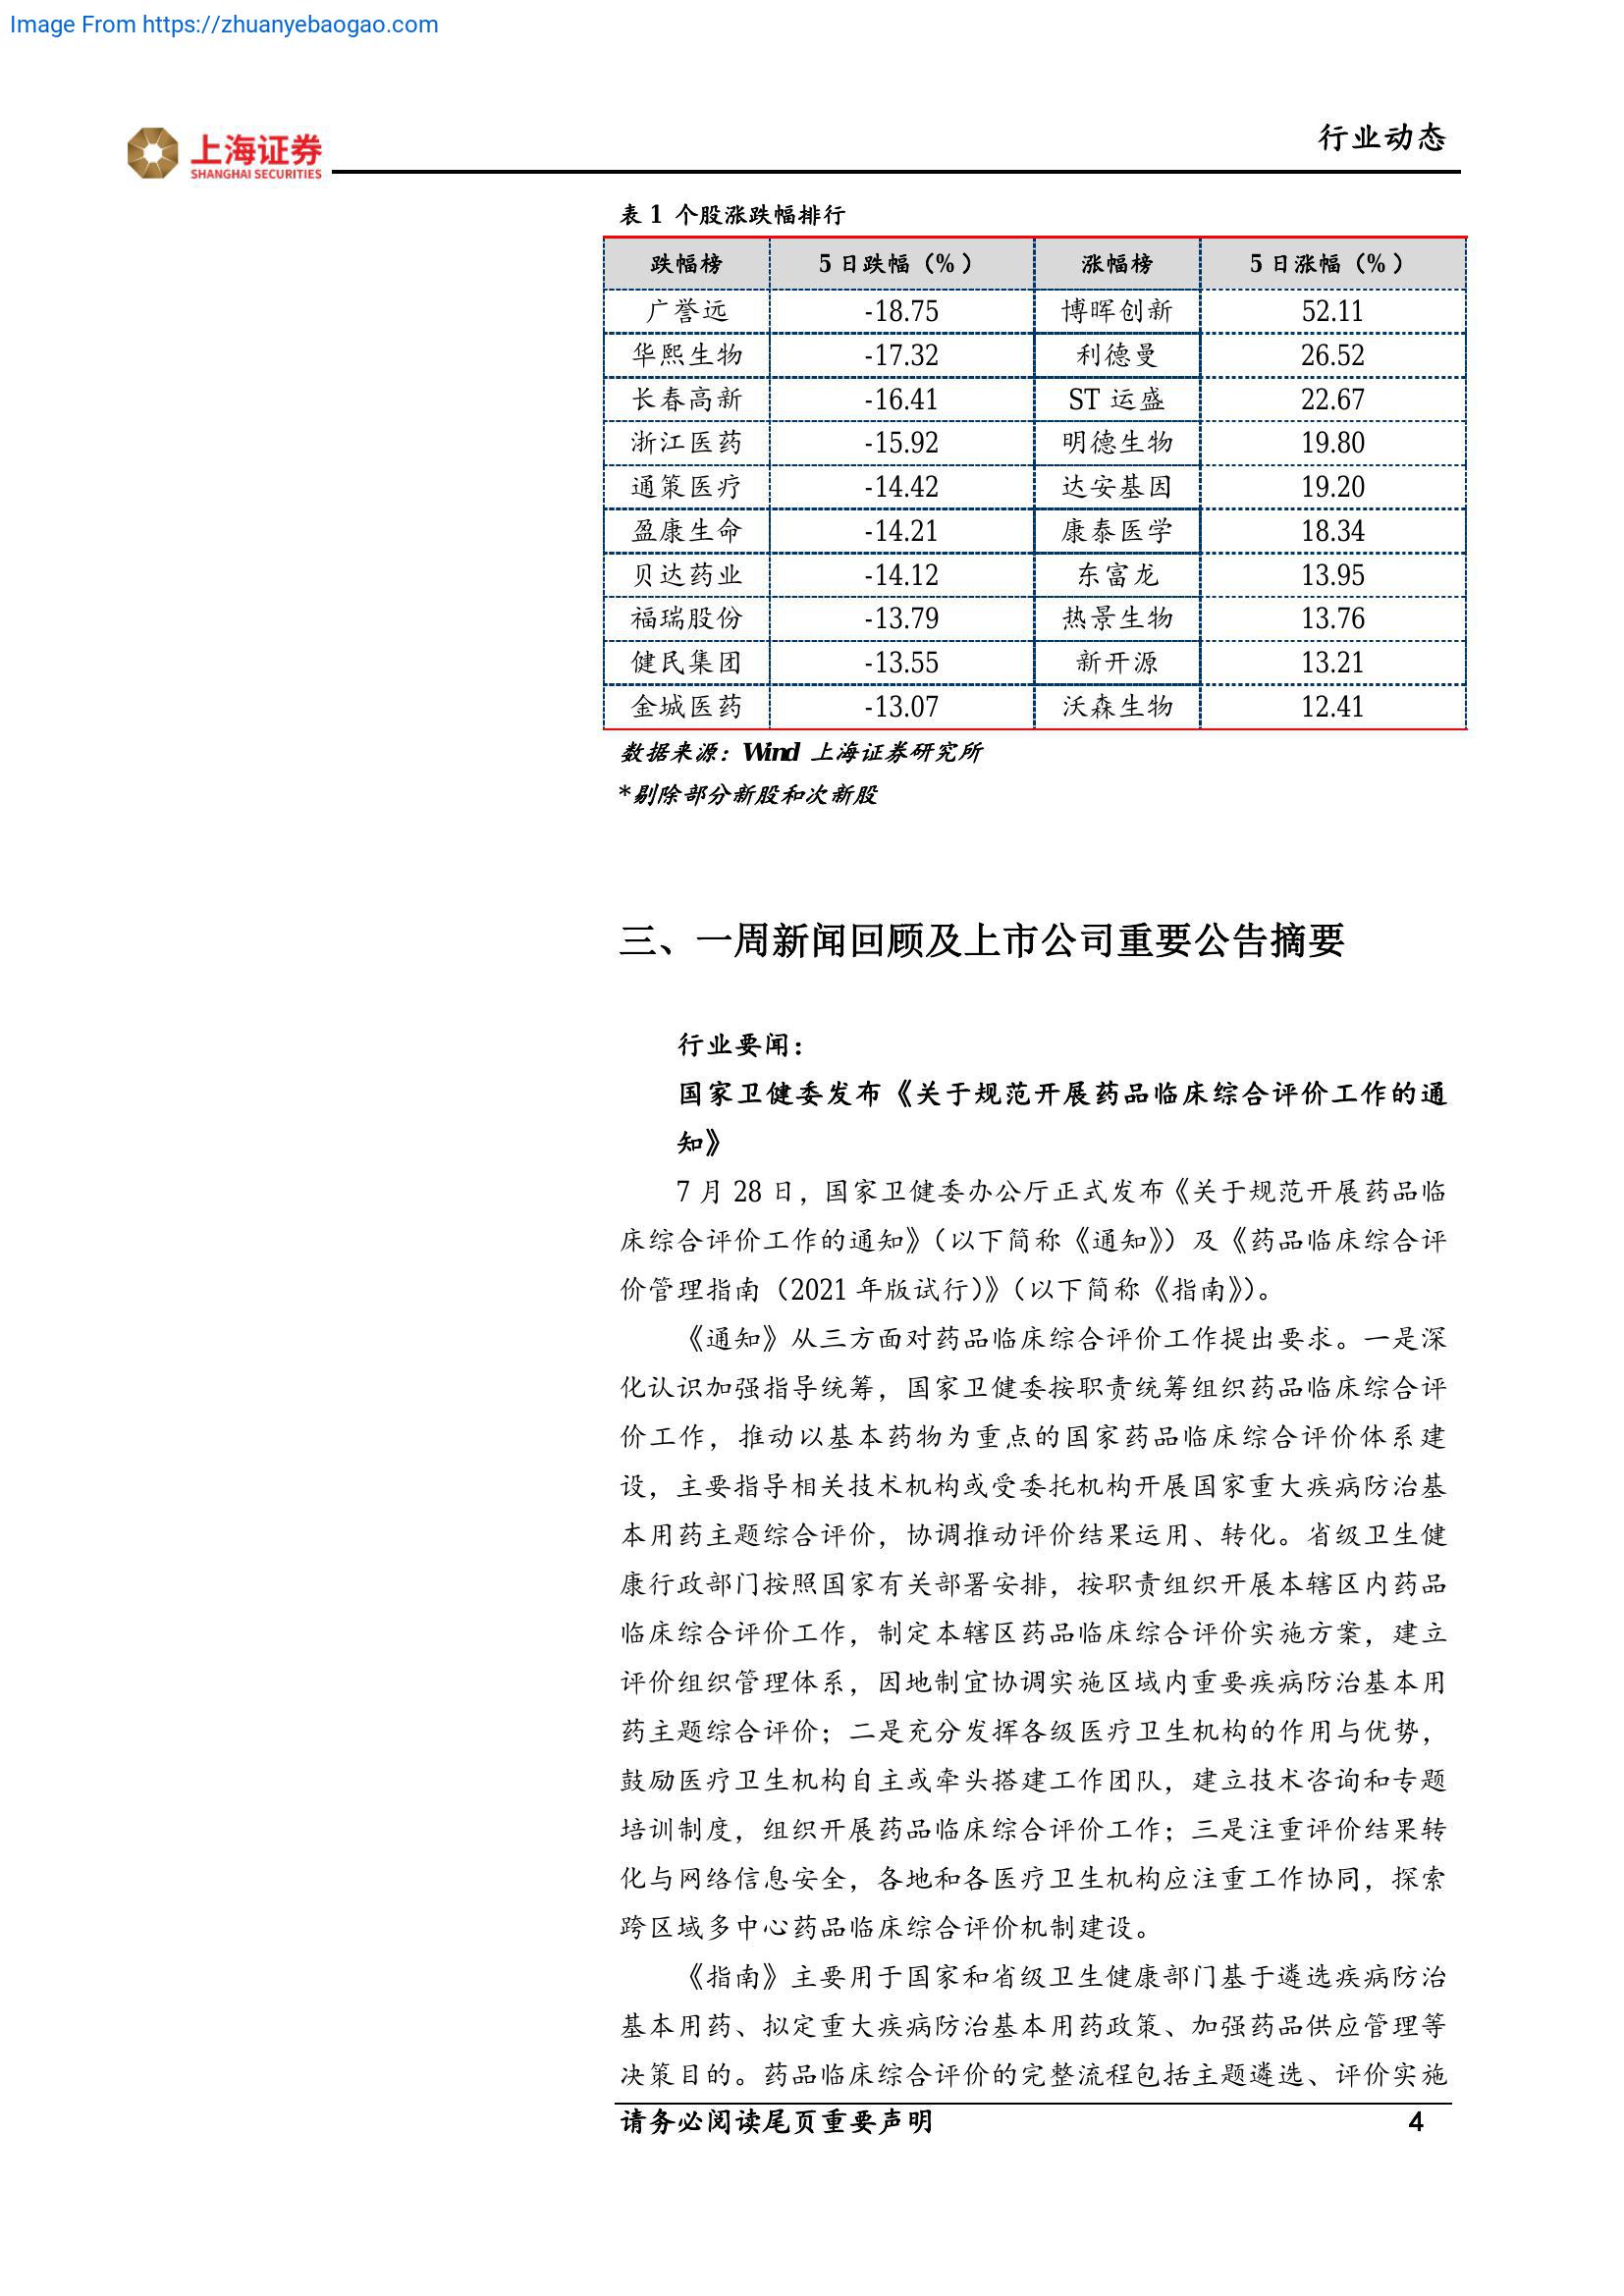 Image From https://zhuanyebaogao.com
上海证券
SHANGHAI SECURITIES
行业动态
表 1 个股涨跌幅排行
跌幅榜 5 日跌幅（%） 涨幅榜 5 日涨幅（%）
广誉远 -18.75 博晖创新 52.11
华熙生物 -17.32 利德曼 26.52
长春高新 -16.41 ST 运盛 22.67
浙江医药 -15.92 明德生物 19.80
通策医疗 -14.42 达安基因 19.20
盈康生命 -14.21 康泰医学 18.34
贝达药业 -14.12 东富龙 13.95
福瑞股份 -13.79 热景生物 13.76
健民集团 -13.55 新开源 13.21
金城医药 -13.07 沃森生物 12.41
数据来源：Wind 上海证券研究所
*剔除部分新股和次新股
三、一周新闻回顾及上市公司重要公告摘要
行业要闻：
国家卫健委发布《关于规范开展药品临床综合评价工作的通
知》
7 月 28 日，国家卫健委办公厅正式发布《关于规范开展药品临
床综合评价工作的通知》（以下简称《通知》）及《药品临床综合评
价管理指南（2021 年版试行）》（以下简称《指南》）。
《通知》从三方面对药品临床综合评价工作提出要求。一是深
化认识加强指导统筹，国家卫健委按职责统筹组织药品临床综合评
价工作，推动以基本药物为重点的国家药品临床综合评价体系建
设，主要指导相关技术机构或受委托机构开展国家重大疾病防治基
本用药主题综合评价，协调推动评价结果运用、转化。省级卫生健
康行政部门按照国家有关部署安排，按职责组织开展本辖区内药品
临床综合评价工作，制定本辖区药品临床综合评价实施方案，建立
评价组织管理体系，因地制宜协调实施区域内重要疾病防治基本用
药主题综合评价；二是充分发挥各级医疗卫生机构的作用与优势，
鼓励医疗卫生机构自主或牵头搭建工作团队，建立技术咨询和专题
培训制度，组织开展药品临床综合评价工作；三是注重评价结果转
化与网络信息安全，各地和各医疗卫生机构应注重工作协同，探索
跨区域多中心药品临床综合评价机制建设。
《指南》主要用于国家和省级卫生健康部门基于遴选疾病防治
基本用药、拟定重大疾病防治基本用药政策、加强药品供应管理等
决策目的。药品临床综合评价的完整流程包括主题遴选、评价实施
请务必阅读尾页重要声明 4